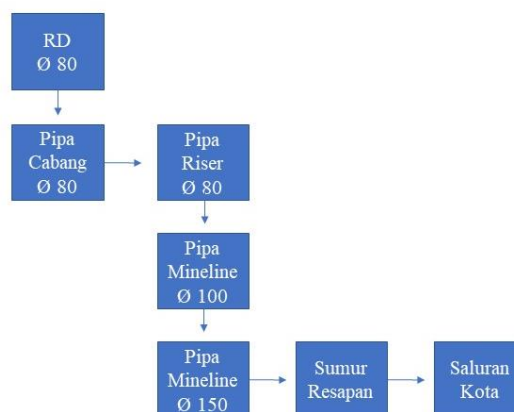 RD
Ø 80
Pipa
Cabang
Ø 80
Pipa
Riser
Ø 80
Pipa
Mineline
Ø 100
Pipa
Mineline
Ø 150
Sumur
Resapan
Saluran
Kota